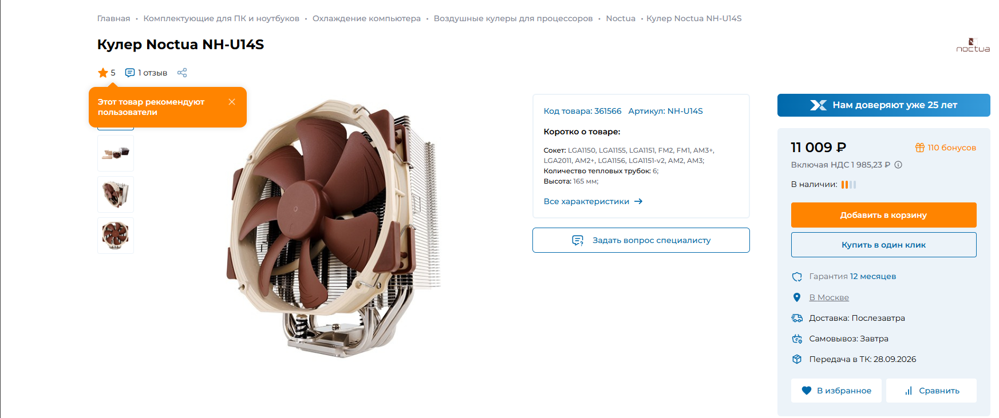 Главная • Комплектующие для ПК и ноутбуков • Охлаждение компьютера • Воздушные кулеры для процессоров • Noctua • Кулер Noctua NH-U14S
Кулер Noctua NH-U14S
noctua
5 1 отзыв
Этот товар рекомендуют
пользователи
Код товара: 361566 Артикул: NH-U14S
Коротко о товаре:
Сокет: LGA1150, LGA1155, LGA1151, FM2, FM1, AM3+,
LGA2011, AM2+, LGA1156, LGA1151-v2, AM2, AM3;
Количество тепловых трубок: 6;
Высота: 165 мм;
Все характеристики
Задать вопрос специалисту
Нам доверяют уже 25 лет
11 009 ₽ 110 бонусов
Включая НДС 1 985,23 ₽
В наличии:
Добавить в корзину
Купить в один клик
Гарантия 12 месяцев
В Москве
Доставка: Послезавтра
Самовывоз: Завтра
Передача в ТК: 28.09.2026
В избранное Сравнить